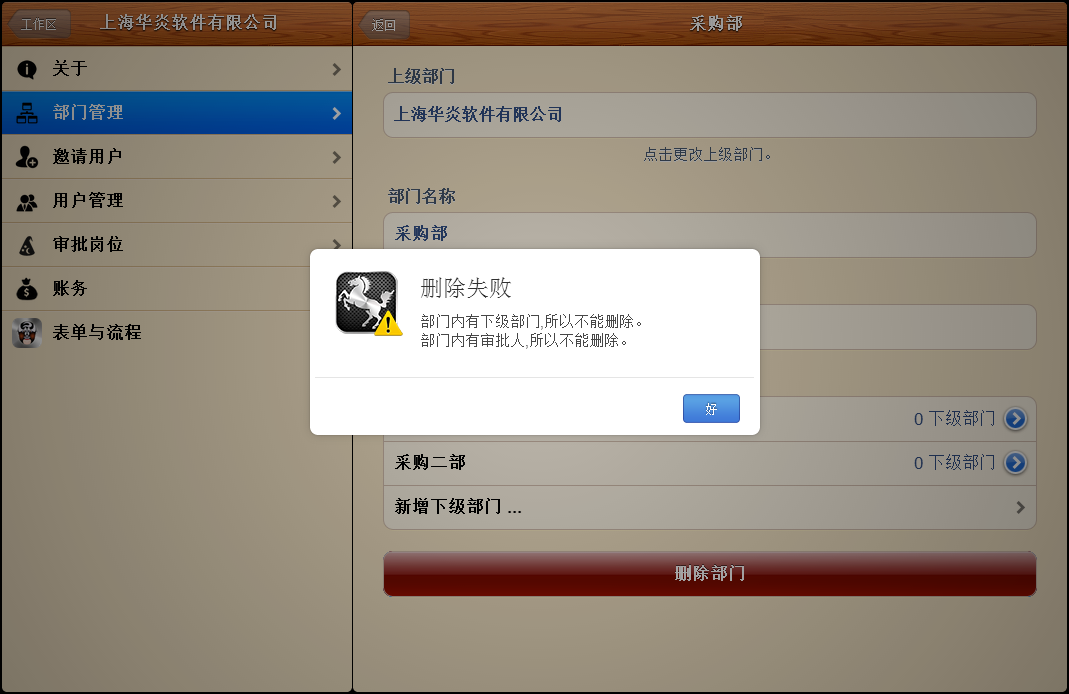 工作区
上海华炎软件有限公司
关于
部门管理
邀请用户
用户管理
审批岗位
账务
表单与流程
返回
采购部
上级部门
上海华炎软件有限公司
点击更改上级部门。
部门名称
采购部
删除失败
部门内有下级部门,所以不能删除。
部门内有审批人,所以不能删除。
好
0 下级部门
采购二部
0 下级部门
新增下级部门 ...
删除部门